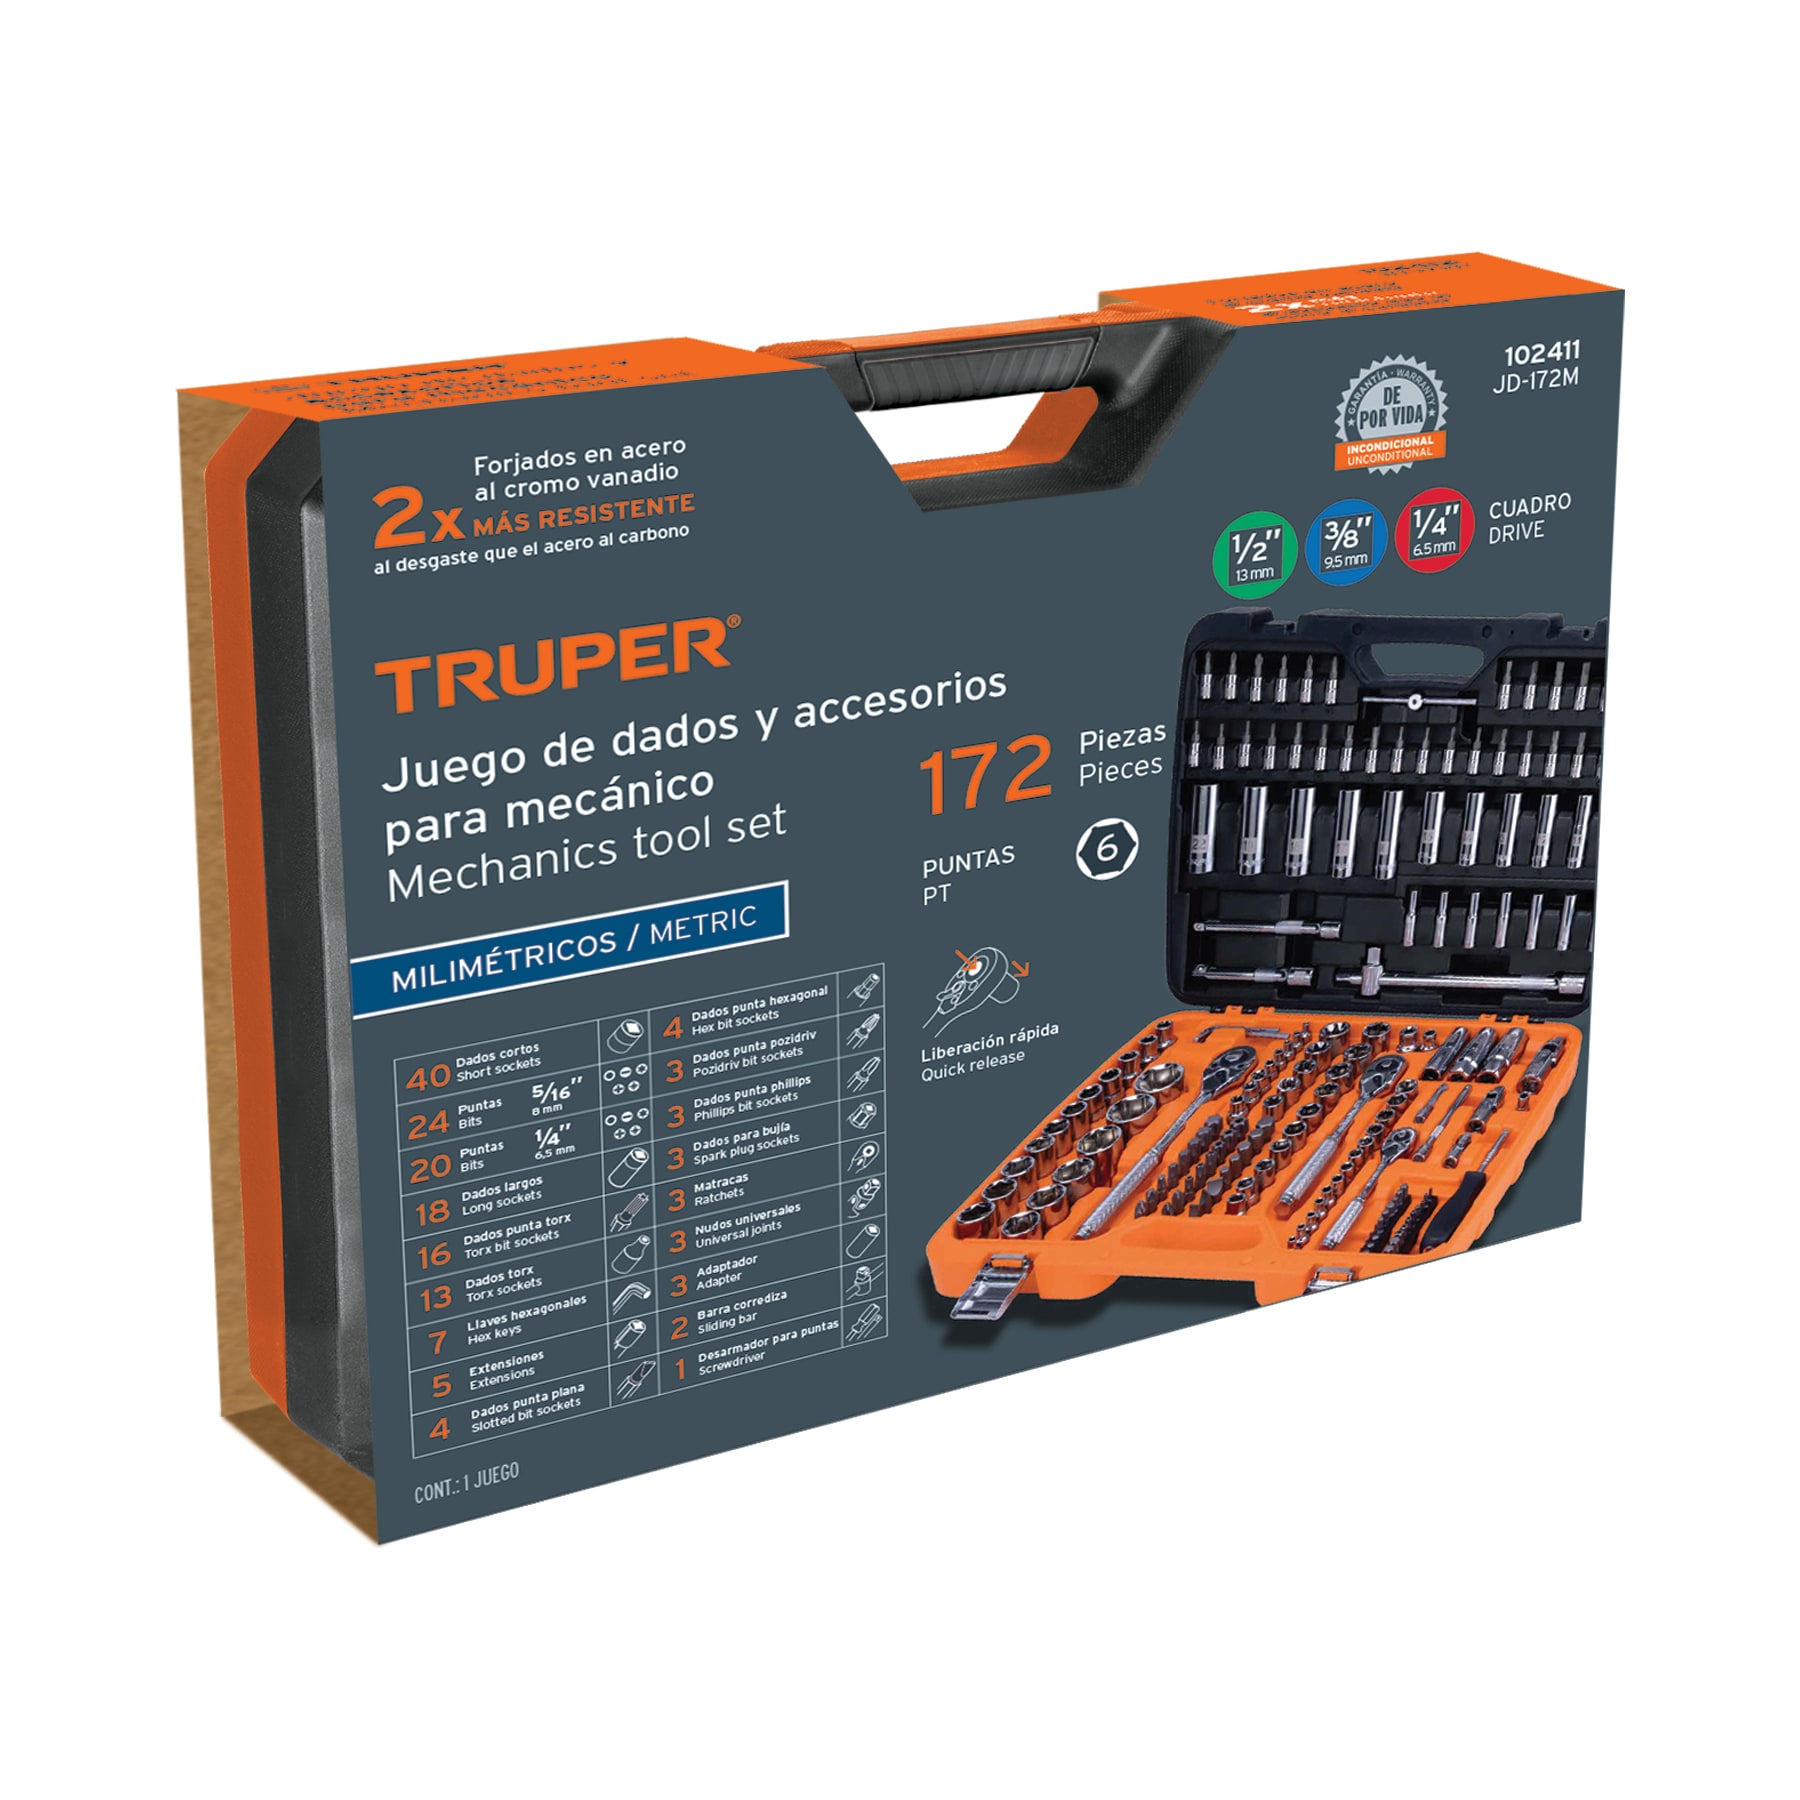 Forjados en acero
al cromo vanadio
2x MÁS RESISTENTE
al desgaste que el acero al carbono
102411
JD-172M
GARANTÍA · WARRANTY
DE
POR VIDA
INCONDICIONAL
UNCONDITIONAL
1/2"
13 mm
3/8"
9.5 mm
1/4"
6.5 mm
CUADRO
DRIVE
TRUPER®
Juego de dados y accesorios
para mecánico
Mechanics tool set
172
Piezas
Pieces
PUNTAS
PT
6
MILIMÉTRICOS / METRIC
Liberación rápida
Quick release
40 Dados cortos
Short sockets
24 Puntas 5/16"
Bits 8 mm
20 Puntas 1/4"
Bits 6.5 mm
18 Dados largos
Long sockets
16 Dados punta torx
Torx bit sockets
13 Dados torx
Torx sockets
7 Llaves hexagonales
Hex keys
5 Extensiones
Extensions
4 Dados punta plana
Slotted bit sockets
4 Dados punta hexagonal
Hex bit sockets
3 Dados punta pozidriv
Pozidriv bit sockets
3 Dados punta phillips
Phillips bit sockets
3 Dados para bujía
Spark plug sockets
3 Matracas
Ratchets
3 Nudos universales
Universal joints
3 Adaptador
Adapter
2 Barra corrediza
Sliding bar
1 Desarmador para puntas
Screwdriver
CONT.: 1 JUEGO